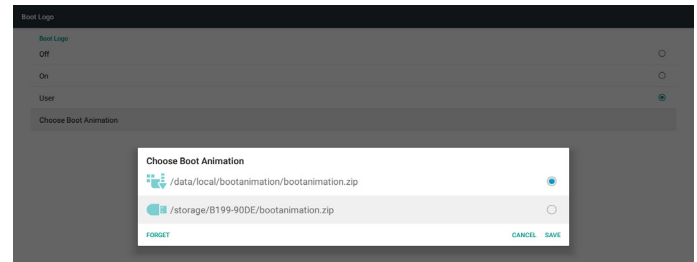 Boot Logo
Boot Logo
Off
On
User
Choose Boot Animation
Choose Boot Animation
/data/local/bootanimation/bootanimation.zip
/storage/B199-90DE/bootanimation.zip
FORGET CANCEL SAVE